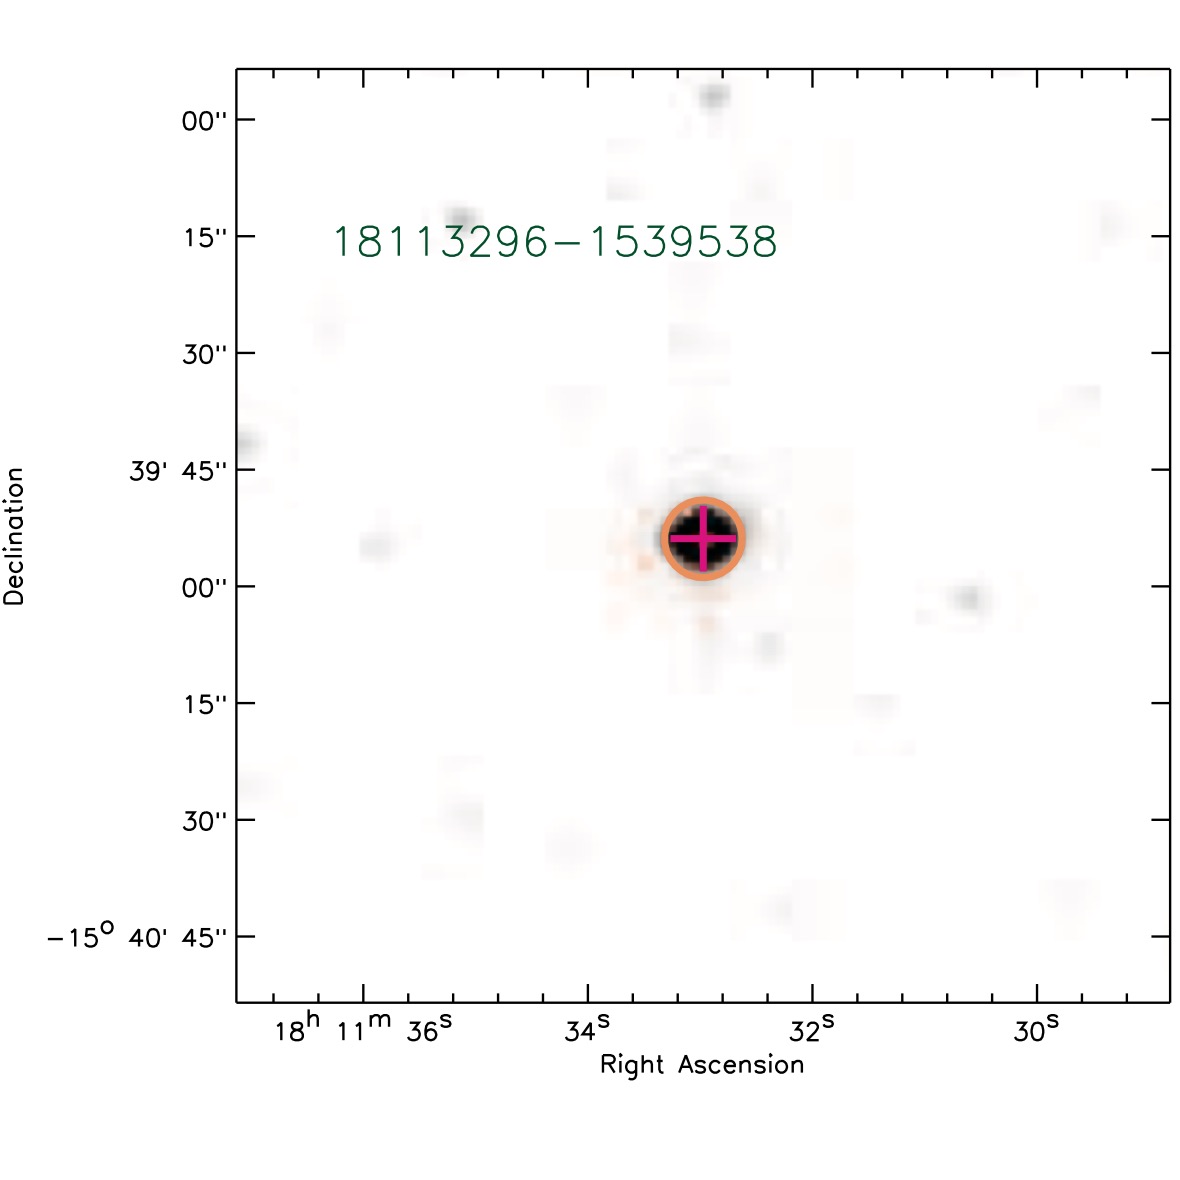 00"
18113296-1539538
15"
30"
39' 45"
00"
15"
30"
-15° 40' 45"
18ʰ 11ᵐ 36ˢ
34ˢ
32ˢ
30ˢ
Right Ascension
Declination